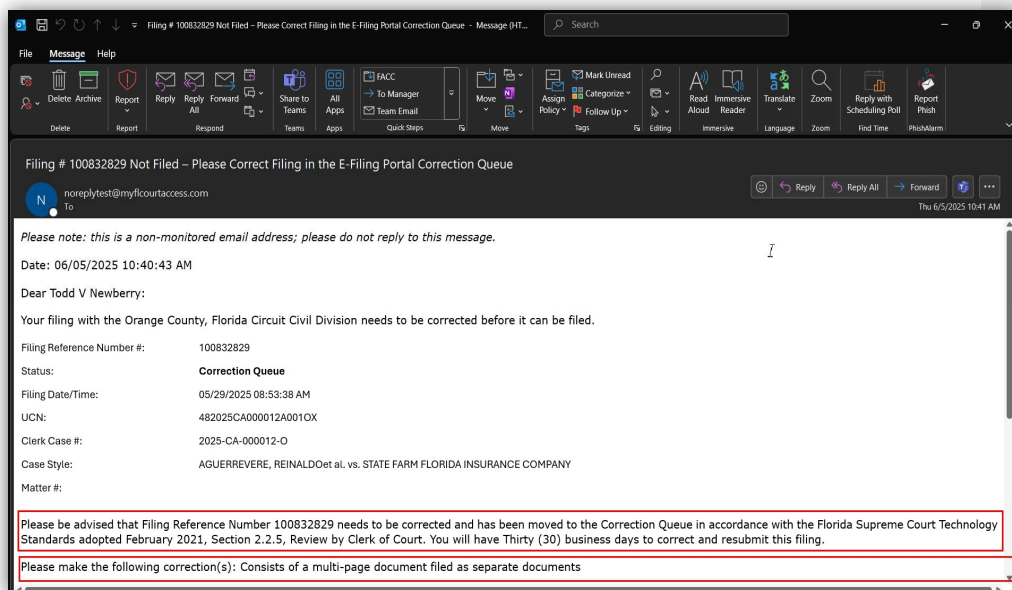 Filing # 100832829 Not Filed – Please Correct Filing in the E-Filing Portal Correction Queue - Message (HT...
Search
File Message Help
Delete Archive
Report
Reply
Reply All
Forward
Share to Teams
All Apps
FACC
To Manager
Team Email
Move
Assign Policy
Mark Unread
Categorize
Follow Up
Read Aloud
Immersive Reader
Translate
Zoom
Reply with Scheduling Poll
Report Phish
Delete Report Respond Teams Apps Quick Steps Move Tags Editing Immersive Language Zoom Find Time PhishAlarm
Filing # 100832829 Not Filed – Please Correct Filing in the E-Filing Portal Correction Queue
N
noreplytest@myflcourtaccess.com
To
Reply Reply All Forward
Thu 6/5/2025 10:41 AM
Please note: this is a non-monitored email address; please do not reply to this message.
Date: 06/05/2025 10:40:43 AM
Dear Todd V Newberry:
Your filing with the Orange County, Florida Circuit Civil Division needs to be corrected before it can be filed.
Filing Reference Number #: 100832829
Status: Correction Queue
Filing Date/Time: 05/29/2025 08:53:38 AM
UCN: 482025CA000012A001OX
Clerk Case #: 2025-CA-000012-O
Case Style: AGUERREVERE, REINALDOet al. vs. STATE FARM FLORIDA INSURANCE COMPANY
Matter #:
Please be advised that Filing Reference Number 100832829 needs to be corrected and has been moved to the Correction Queue in accordance with the Florida Supreme Court Technology
Standards adopted February 2021, Section 2.2.5, Review by Clerk of Court. You will have Thirty (30) business days to correct and resubmit this filing.
Please make the following correction(s): Consists of a multi-page document filed as separate documents